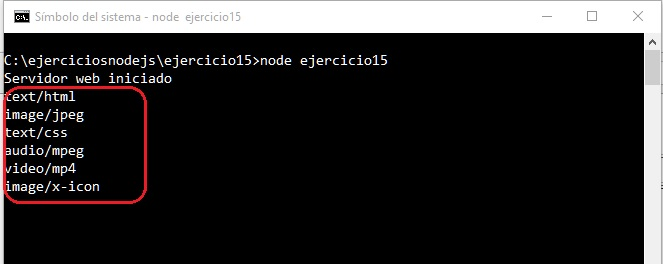 Símbolo del sistema - node ejercicio15
C:\ejerciciosnodejs\ejercicio15>node ejercicio15
Servidor web iniciado
text/html
image/jpeg
text/css
audio/mpeg
video/mp4
image/x-icon